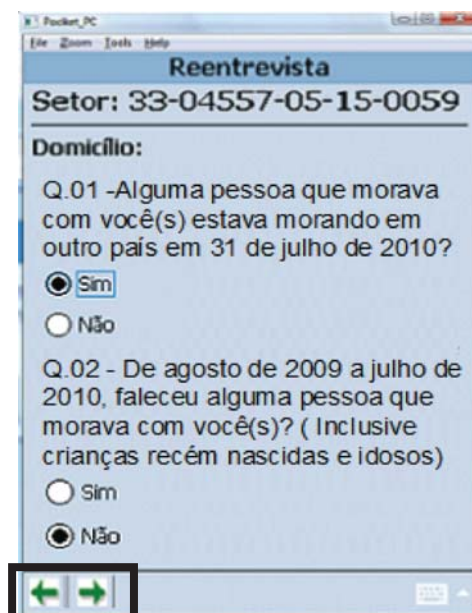 Pocket_PC
File Zoom Tools Help
Reentrevista
Setor: 33-04557-05-15-0059
Domicílio:
Q.01 -Alguma pessoa que morava
com você(s) estava morando em
outro país em 31 de julho de 2010?
Sim
Não
Q.02 - De agosto de 2009 a julho de
2010, faleceu alguma pessoa que
morava com você(s)? ( Inclusive
crianças recém nascidas e idosos)
Sim
Não